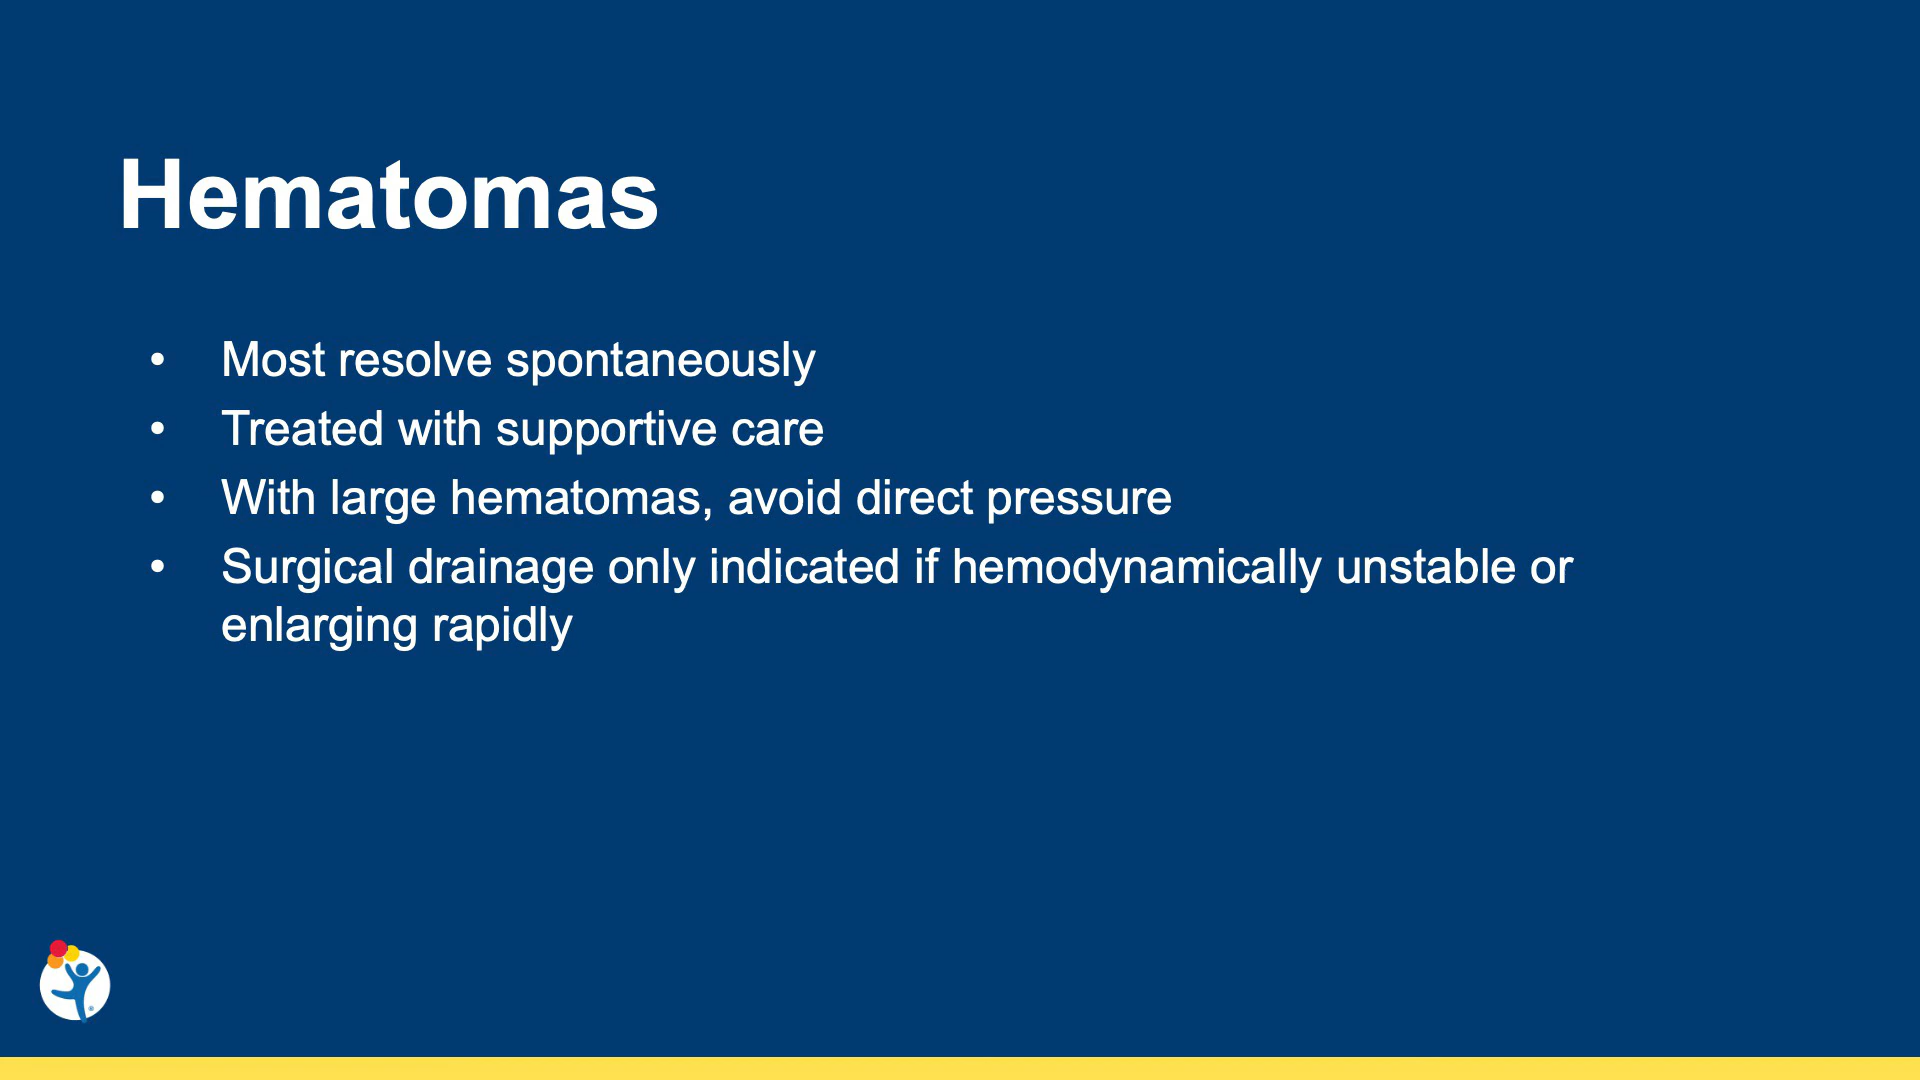 Hematomas
• Most resolve spontaneously
• Treated with supportive care
• With large hematomas, avoid direct pressure
• Surgical drainage only indicated if hemodynamically unstable or
enlarging rapidly